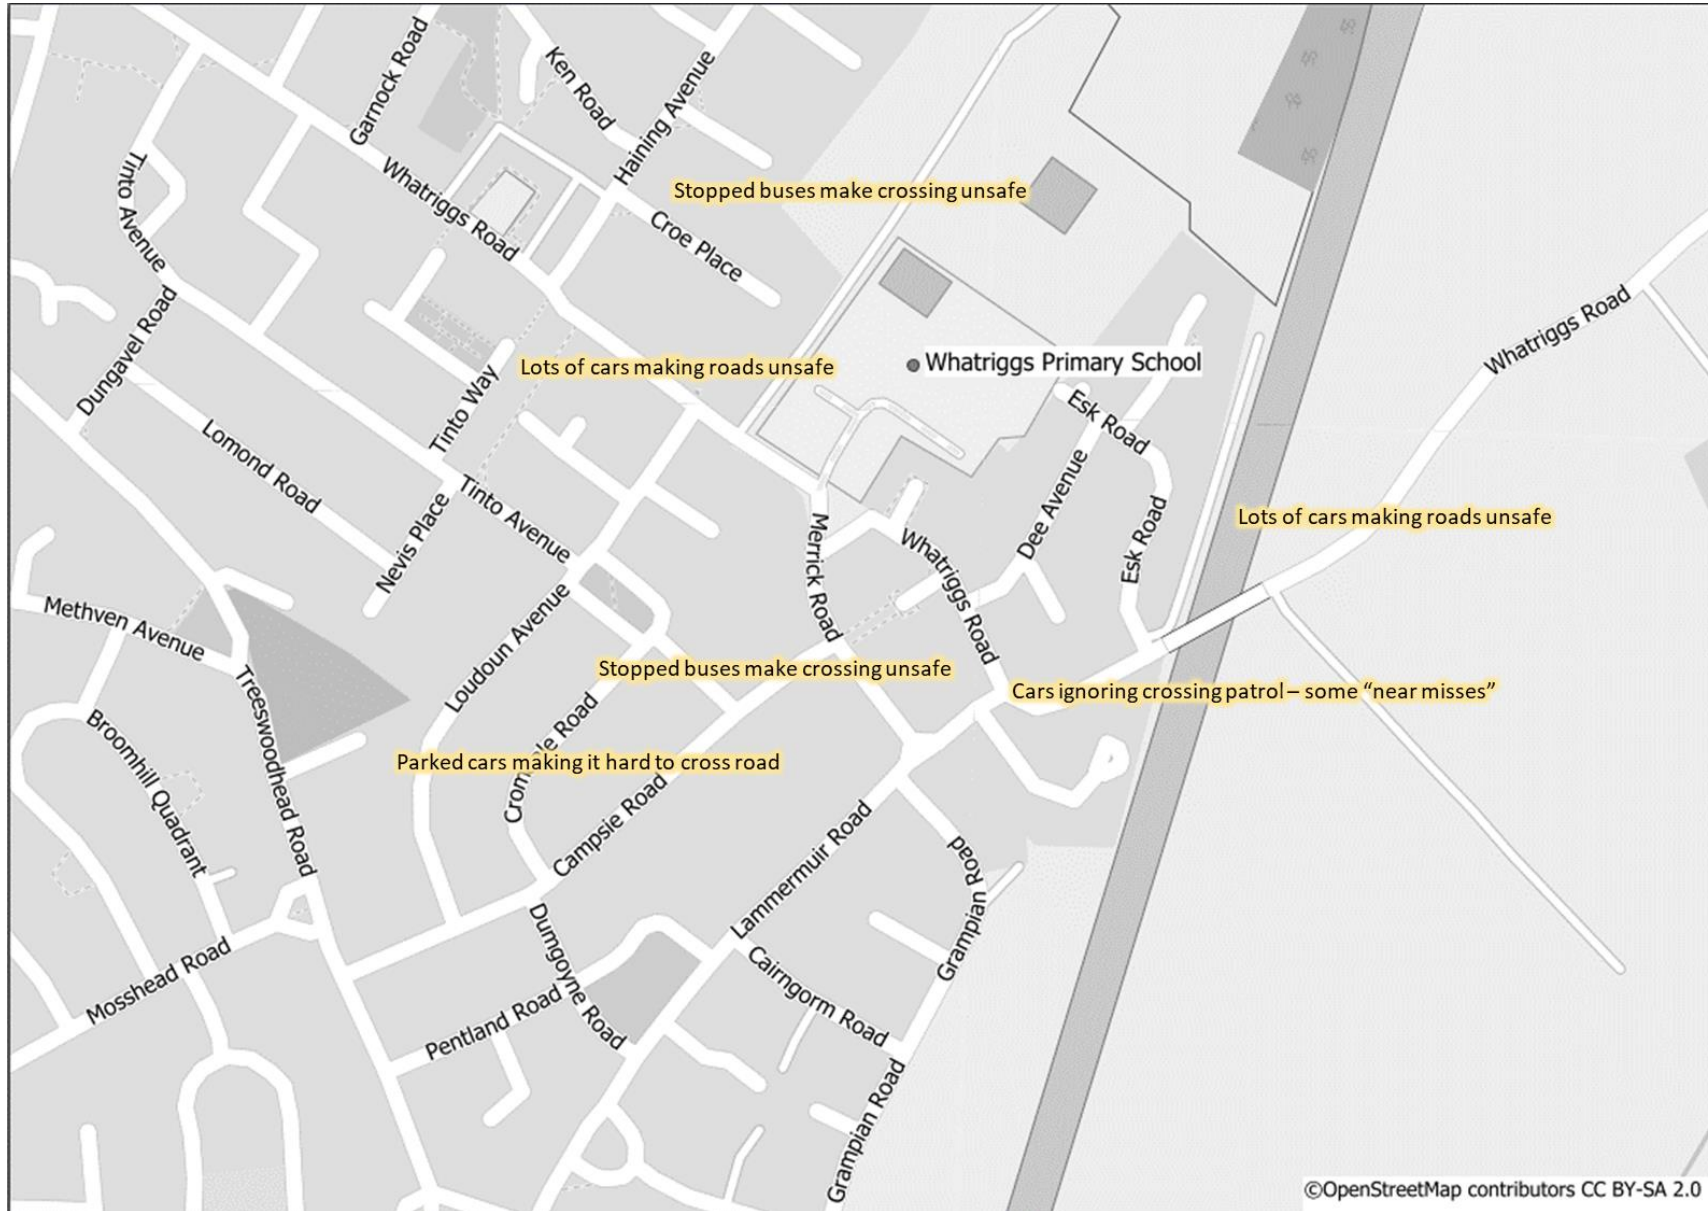 Garnock Road
Ken Road
Haining Avenue
Tinto Avenue
Whatriggs Road
Stopped buses make crossing unsafe
Croe Place
Dungavel Road
Whatriggs Road
Lots of cars making roads unsafe
Whatriggs Primary School
Tinto Way
Esk Road
Lomond Road
Tinto Avenue
Nevis Place
Merrick Road
Whatriggs Road
Dee Avenue
Esk Road
Lots of cars making roads unsafe
Methven Avenue
Loudoun Avenue
Treeswoodhead Road
Stopped buses make crossing unsafe
Cars ignoring crossing patrol – some “near misses”
Broomhill Quadrant
Parked cars making it hard to cross road
Road
Campsie Road
Lammermuir Road
Grampian Road
Mosshead Road
Dumgoyne Road
Pentland Road
Cairngorm Road
Grampian Road
©OpenStreetMap contributors CC BY-SA 2.0